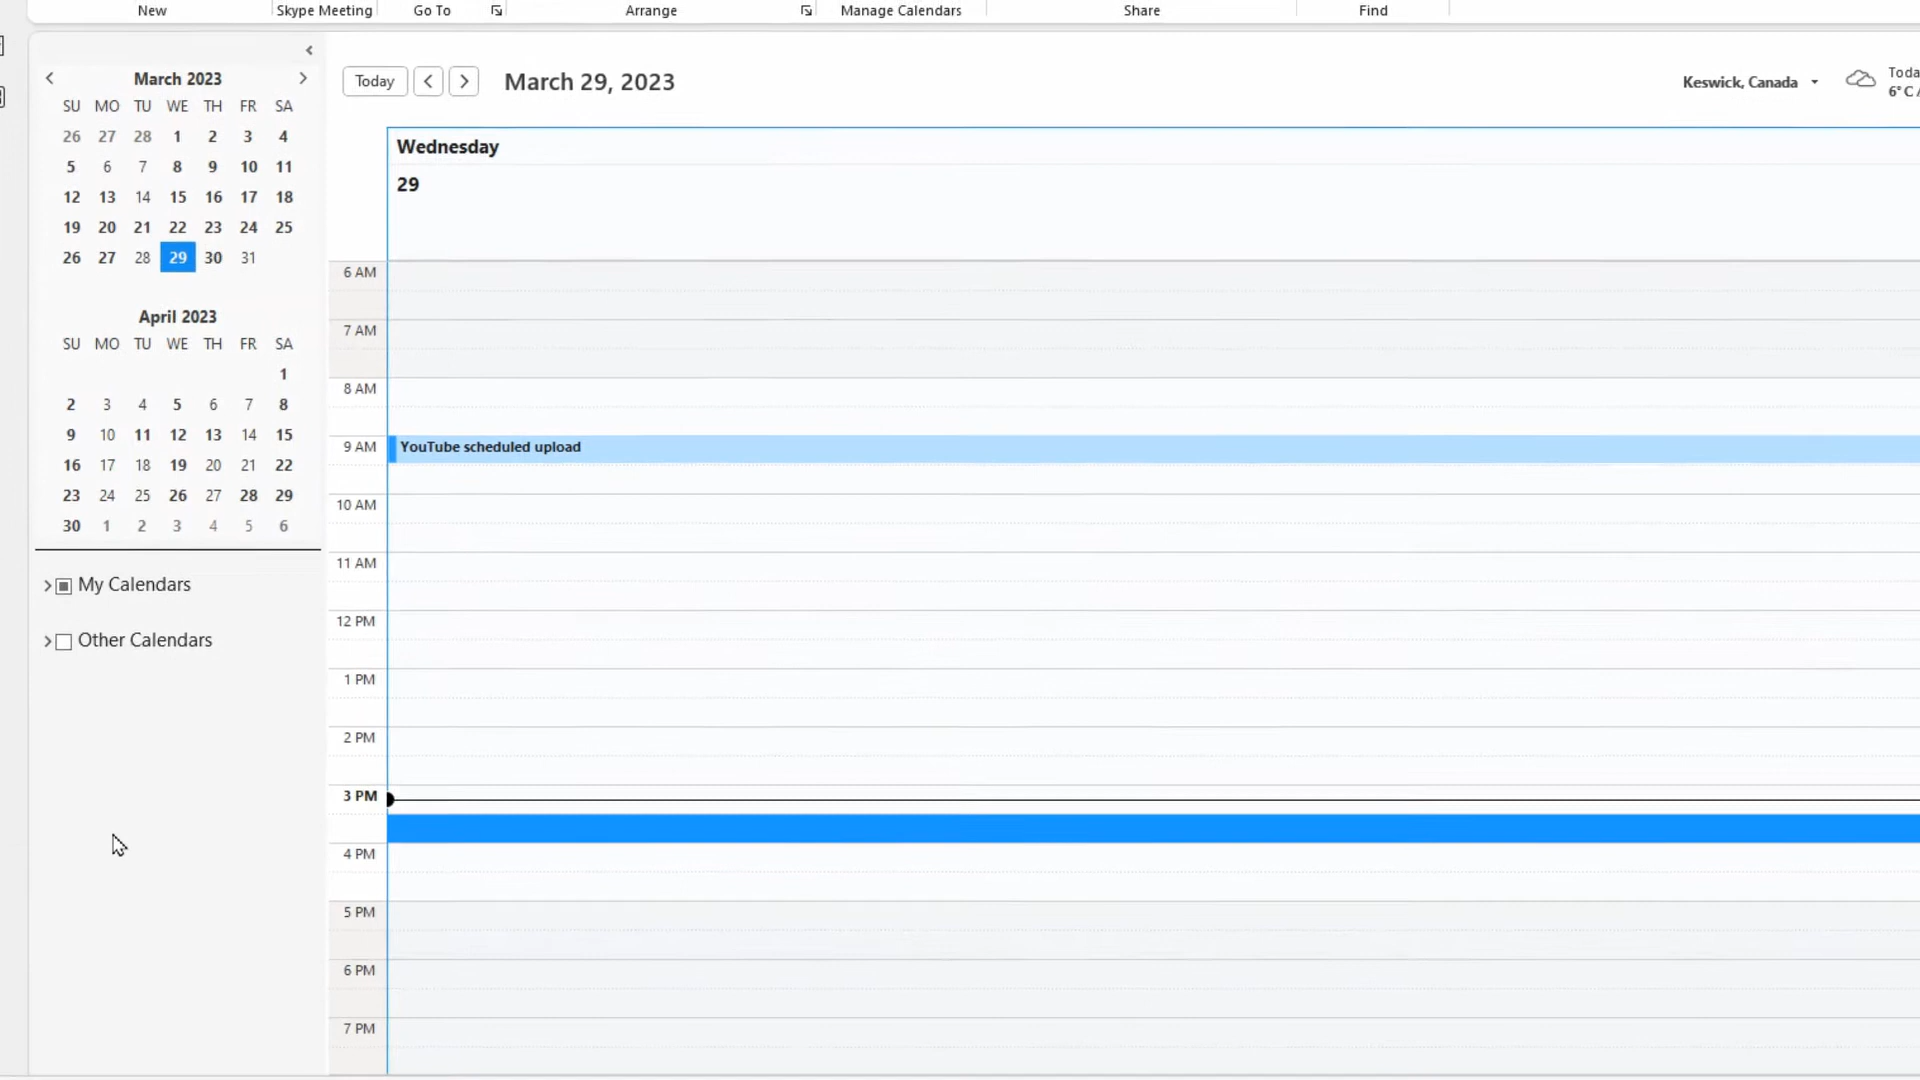 New Skype Meeting Go To Arrange Manage Calendars Share Find
March 2023
SU MO TU WE TH FR SA
26 27 28 1 2 3 4
5 6 7 8 9 10 11
12 13 14 15 16 17 18
19 20 21 22 23 24 25
26 27 28 29 30 31
April 2023
SU MO TU WE TH FR SA
1
2 3 4 5 6 7 8
9 10 11 12 13 14 15
16 17 18 19 20 21 22
23 24 25 26 27 28 29
30 1 2 3 4 5 6
My Calendars
Other Calendars
Today March 29, 2023
Keswick, Canada
Toda
6°C
Wednesday
29
6 AM
7 AM
8 AM
9 AM YouTube scheduled upload
10 AM
11 AM
12 PM
1 PM
2 PM
3 PM
4 PM
5 PM
6 PM
7 PM